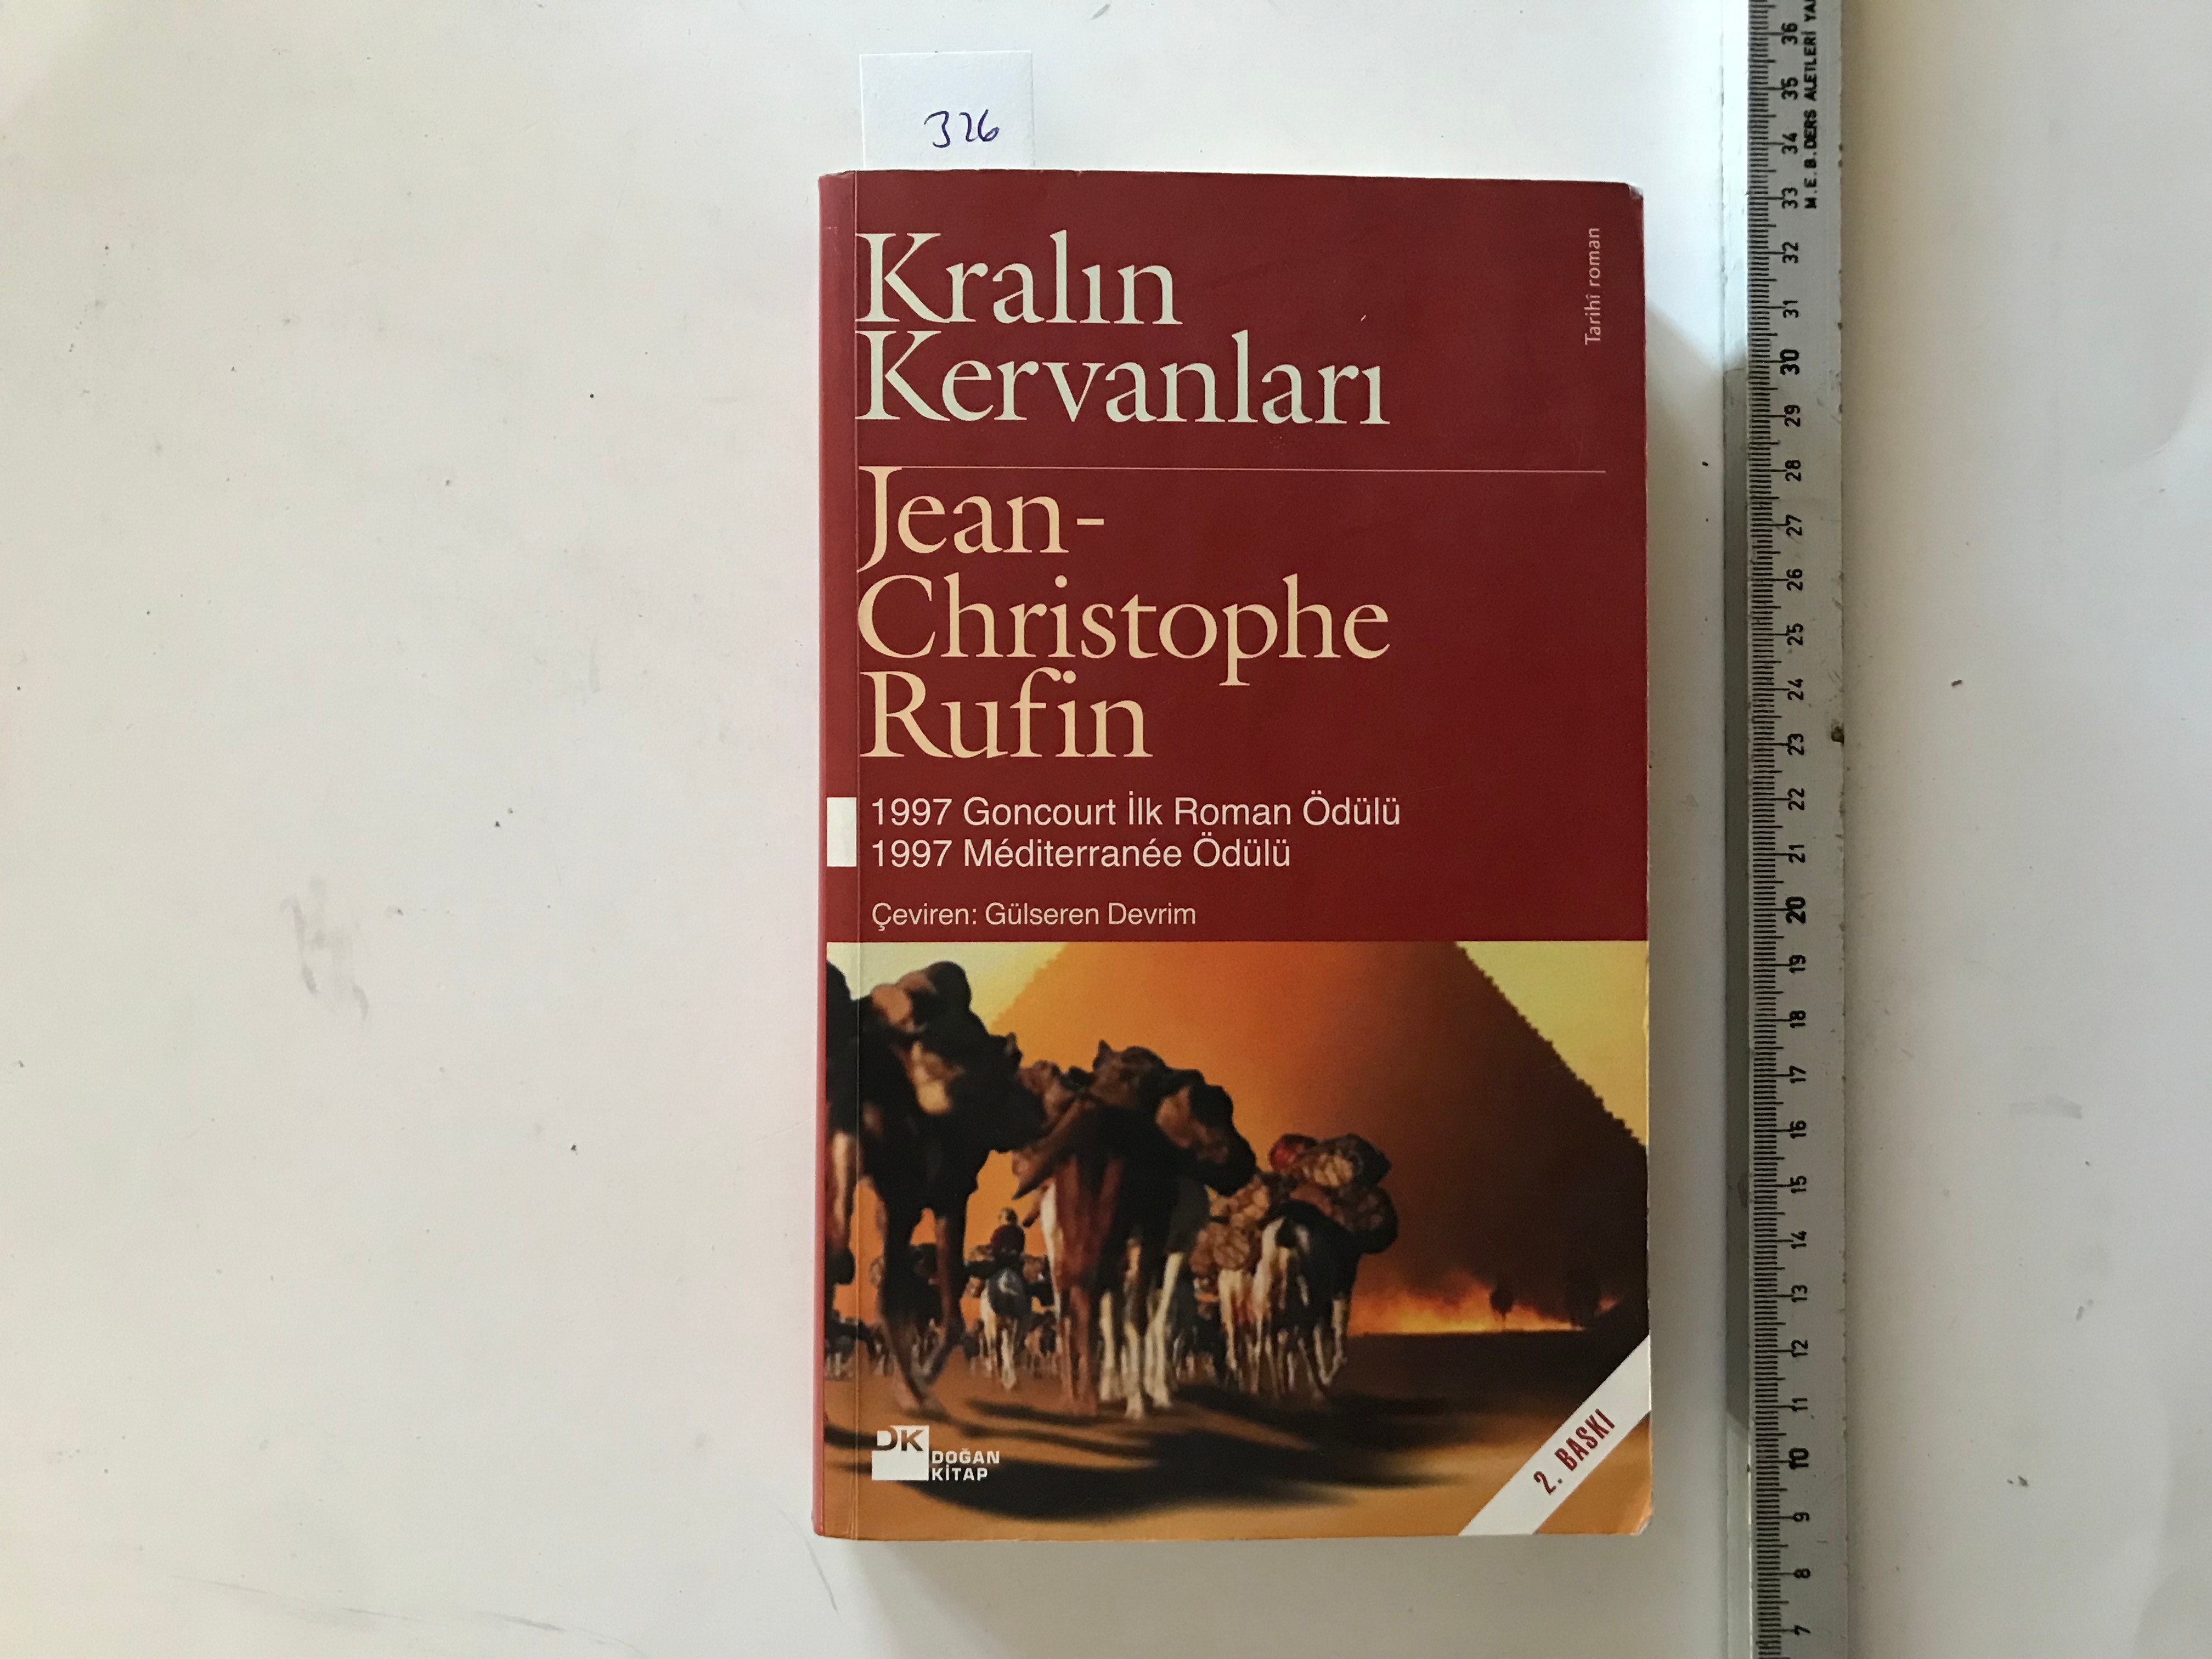 326
Kralın
Kervanları
Tarihî roman
Jean-
Christophe
Rufin
1997 Goncourt İlk Roman Ödülü
1997 Méditerranée Ödülü
Çeviren: Gülseren Devrim
DK
DOĞAN
KİTAP
2. BASKI
36
35
34
33
32
31
30
29
28
27
26
25
24
23
22
21
20
19
18
17
16
15
14
13
12
11
10
9
8
7
M.E.B. DERS ALETLERİ